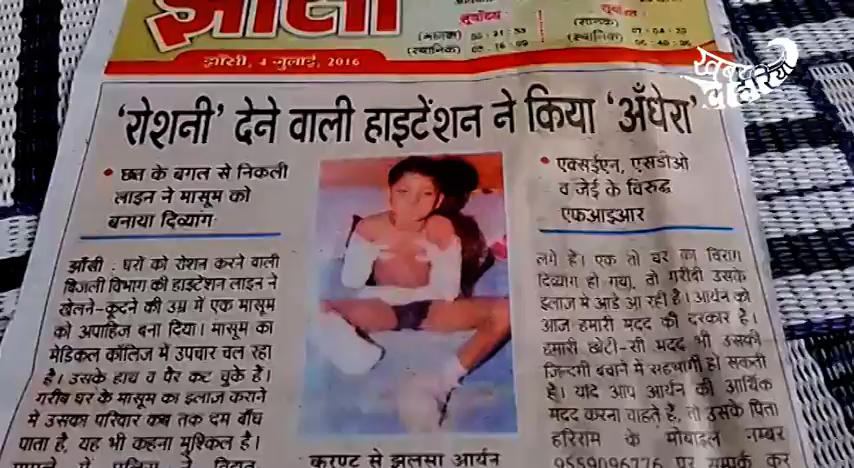 झाँसी
सूर्यास्त
(स्थानिक)
(स्थानिक)
झाँसी, 4 जुलाई, 2016
खबर
लहरिया
'रोशनी' देने वाली हाइटेंशन ने किया 'अँधेरा'
• छत के बगल से निकली
लाइन ने मासूम को
बनाया दिव्यांग
झाँसी : घरों को रोशन करने वाली
बिजली विभाग की हाइटेंशन लाइन ने
खेलने-कूदने की उम्र में एक मासूम
को अपाहिज बना दिया। मासूम का
मेडिकल कॉलिज में उपचार चल रहा
है। उसके हाथ व पैर कट चुके हैं।
गरीब घर के मासूम का इलाज कराने
में उसका परिवार कब तक दम बाँध
पाता है, यह भी कहना मुश्किल है।
करण्ट से झुलसा आर्यन
• एक्सईएन, एसडीओ
व जेई के विरुद्ध
एफआइआर
लगे हैं। एक तो घर का चिराग
दिव्यांग हो गया, तो गरीबी उसके
इलाज में आडे आ रही है। आर्यन को
आज हमारी मदद की दरकार है।
हमारी छोटी-सी मदद भी उसकी
जिन्दगी बचाने में सहभागी हो सकती
है। यदि आप आर्यन की आर्थिक
मदद करना चाहते हैं, तो उसके पिता
हरिराम के मोबाइल नम्बर
9559096776 पर सम्पर्क कर